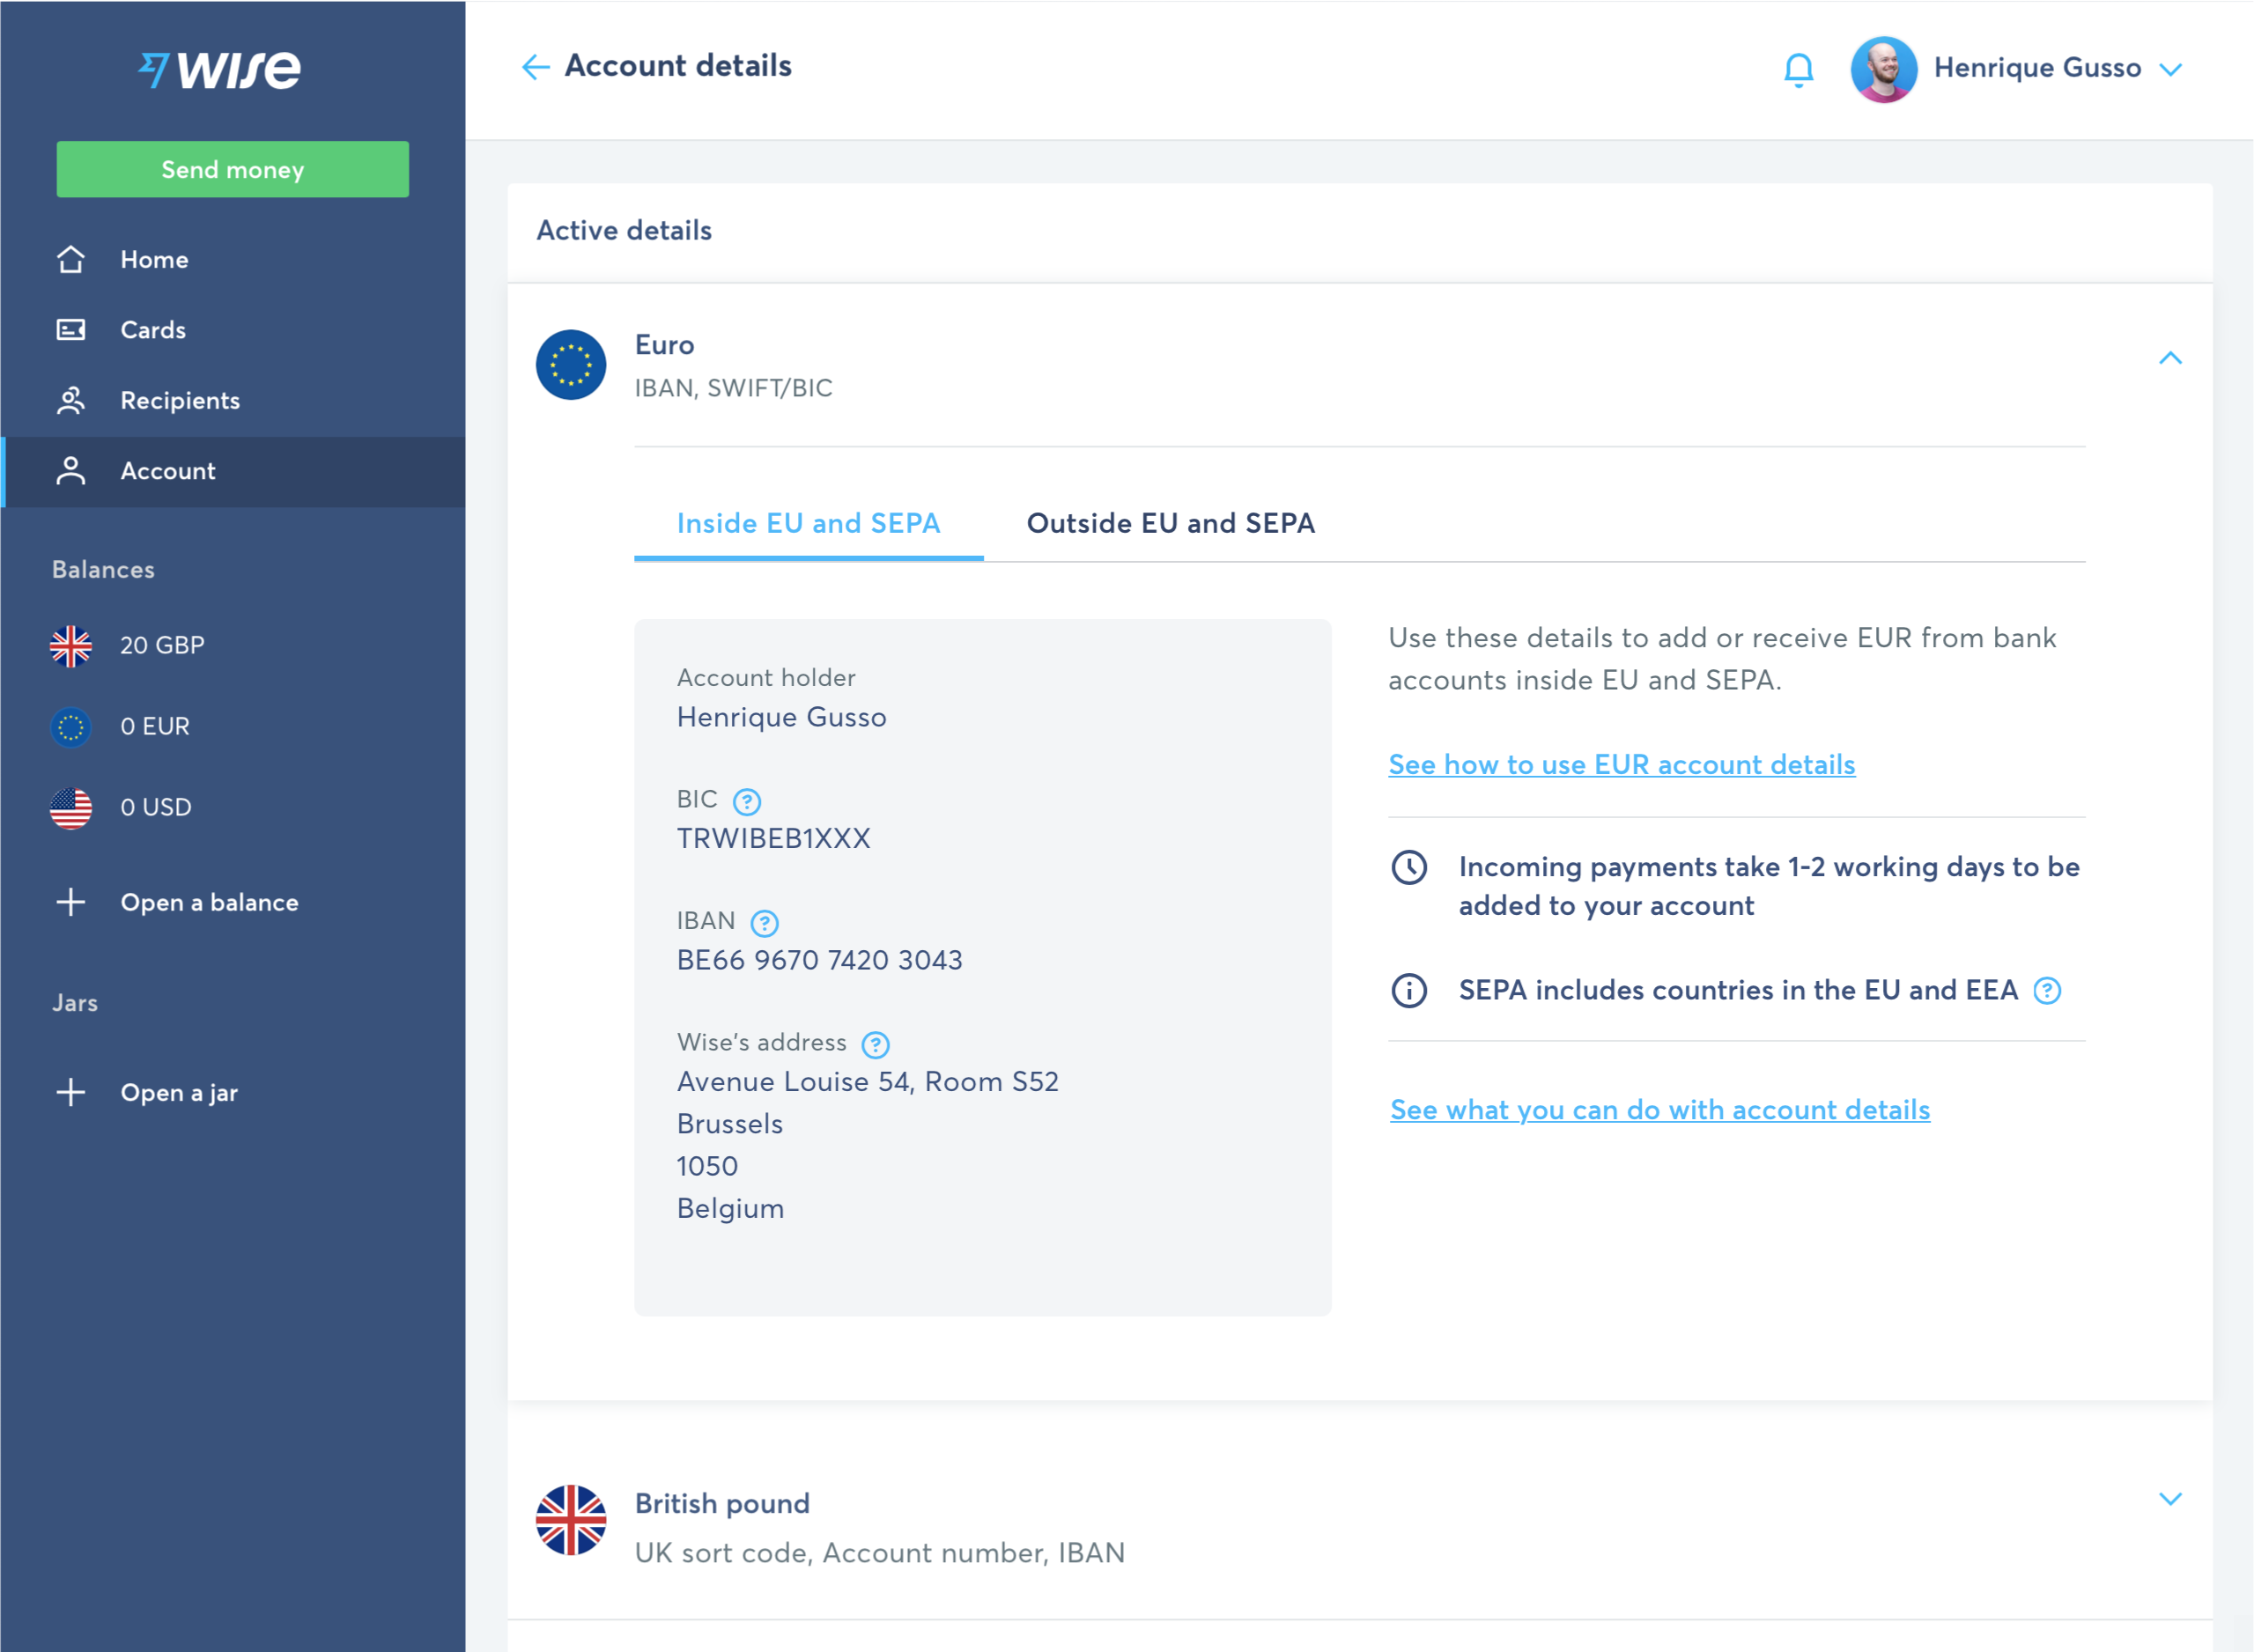 WISE
Send money
Home
Cards
Recipients
Account
Balances
20 GBP
0 EUR
0 USD
Open a balance
Jars
Open a jar
Account details
Henrique Gusso
Active details
Euro
IBAN, SWIFT/BIC
Inside EU and SEPA
Outside EU and SEPA
Account holder
Henrique Gusso
BIC ?
TRWIBEB1XXX
IBAN ?
BE66 9670 7420 3043
Wise's address ?
Avenue Louise 54, Room S52
Brussels
1050
Belgium
Use these details to add or receive EUR from bank
accounts inside EU and SEPA.
See how to use EUR account details
Incoming payments take 1-2 working days to be
added to your account
SEPA includes countries in the EU and EEA ?
See what you can do with account details
British pound
UK sort code, Account number, IBAN